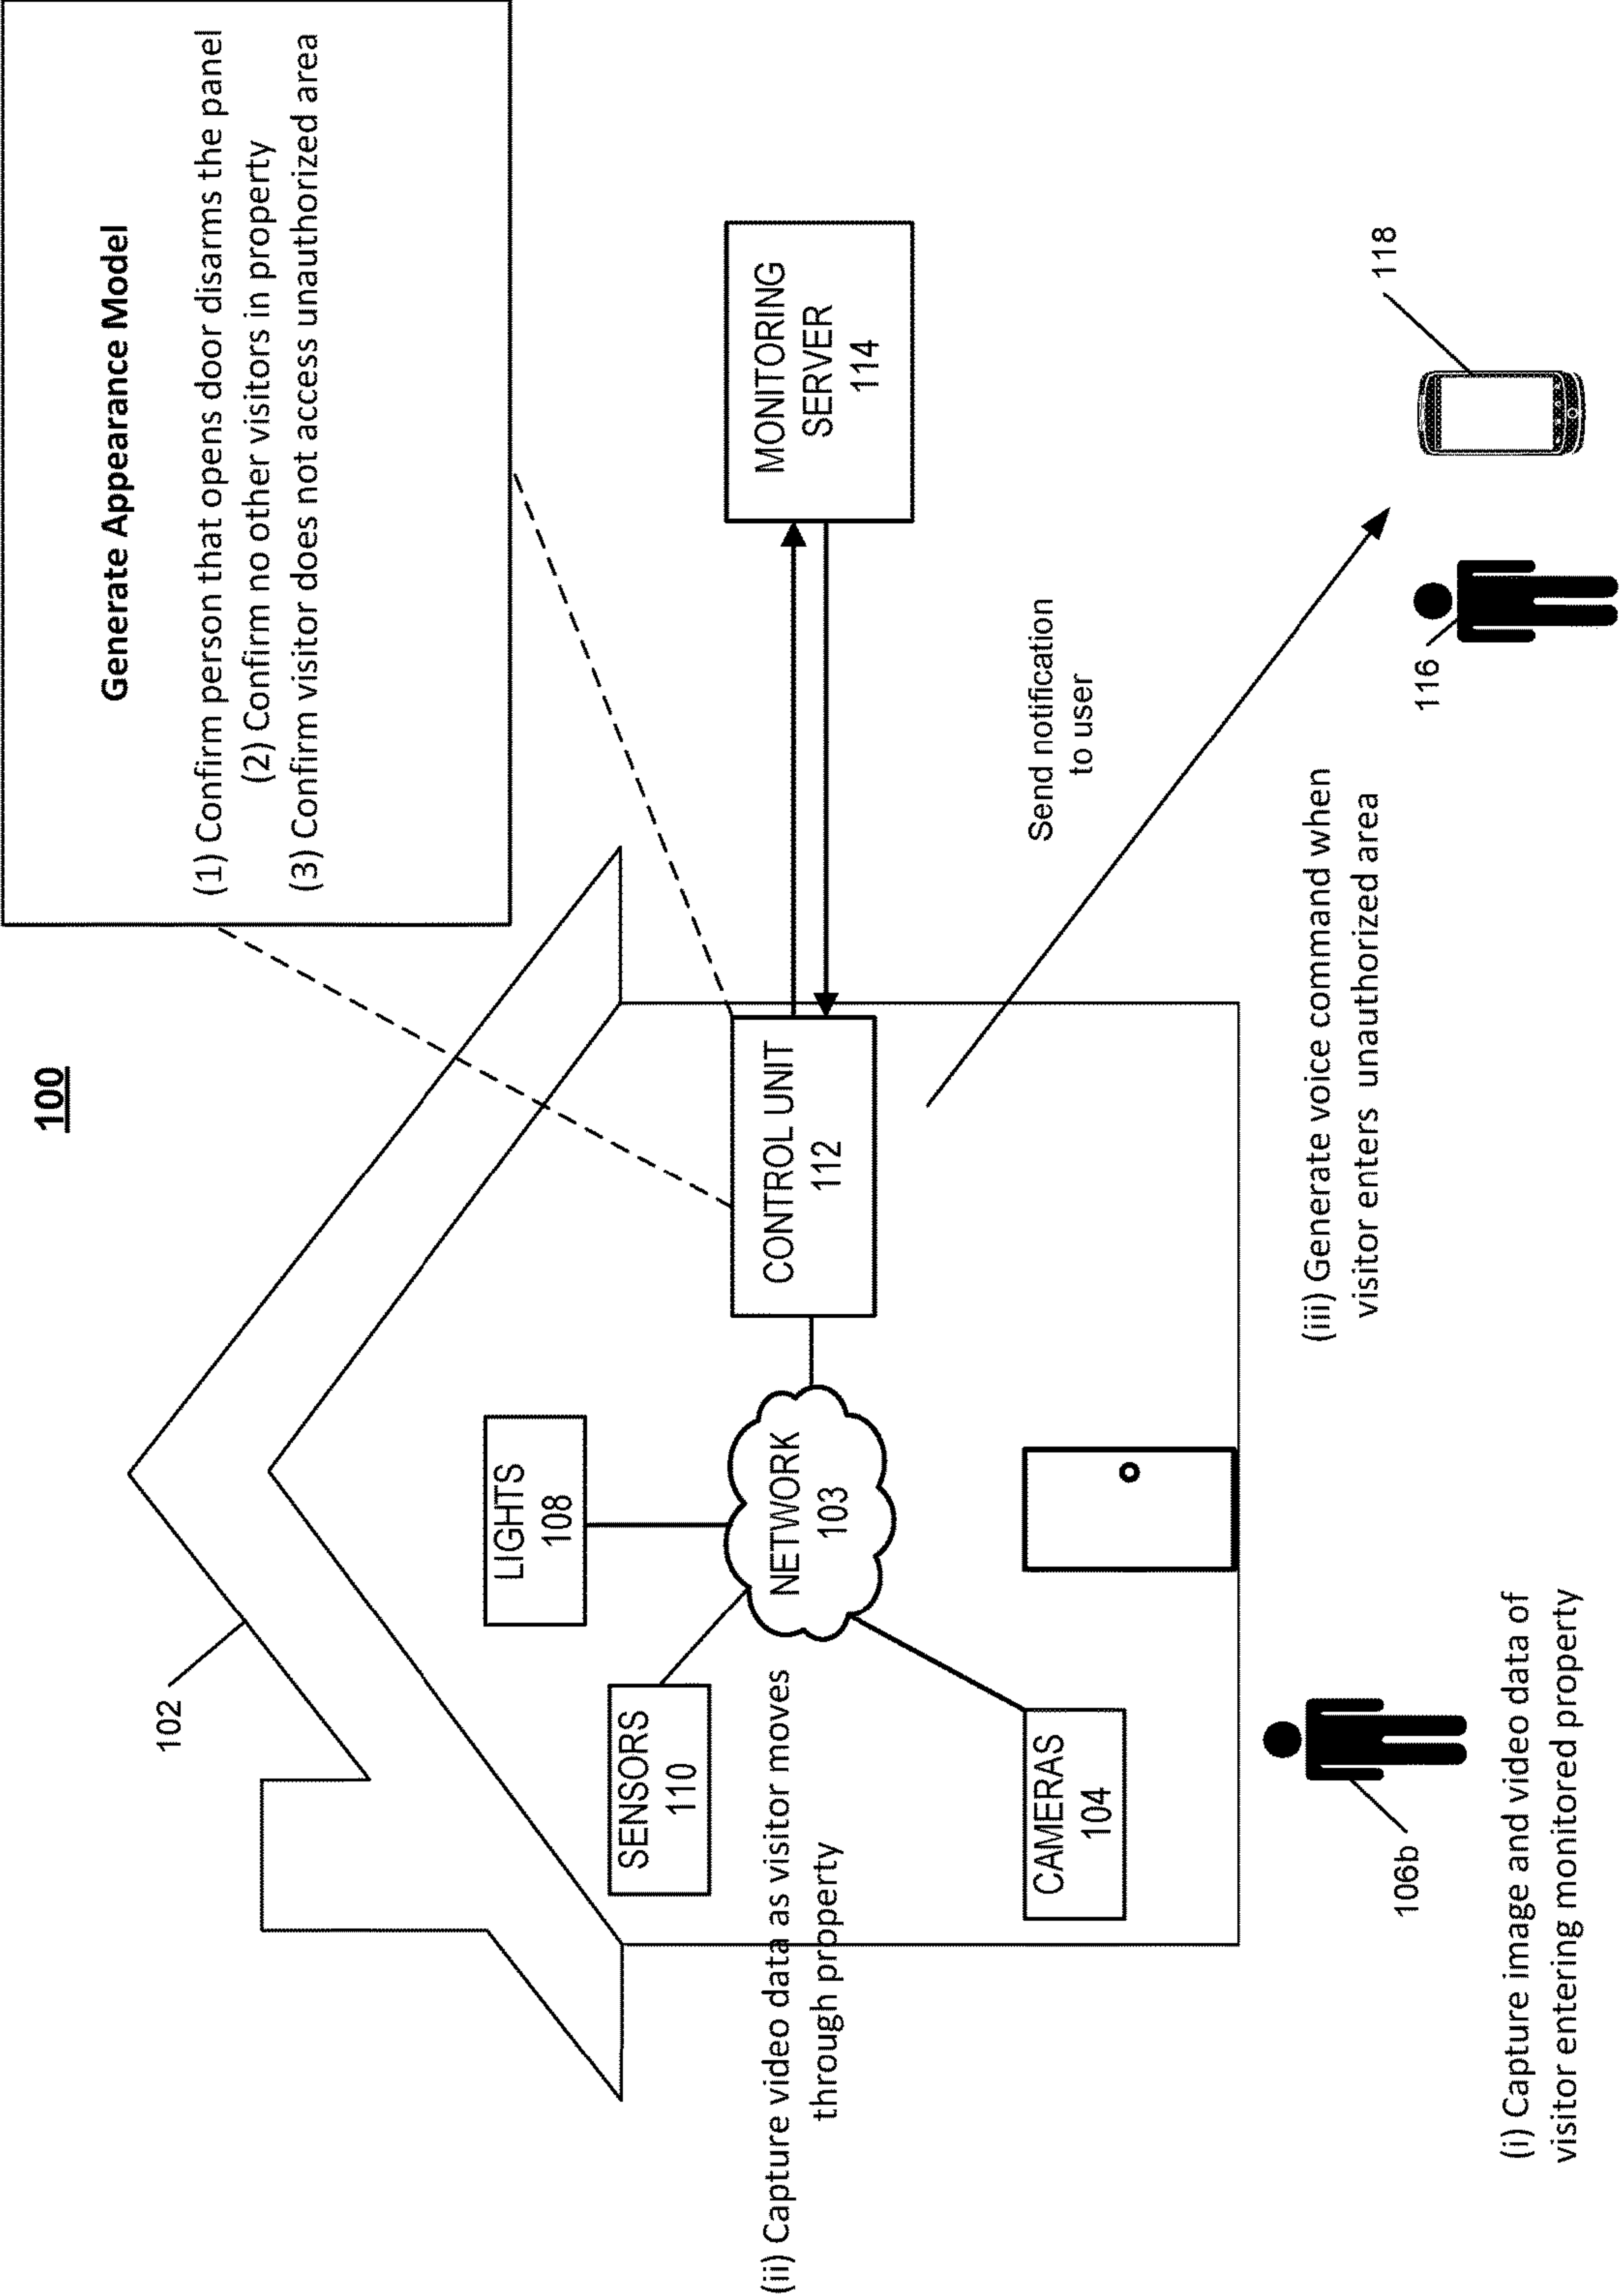 100
Generate Appearance Model
(1) Confirm person that opens door disarms the panel
(2) Confirm no other visitors in property
(3) Confirm visitor does not access unauthorized area
102
LIGHTS
108
SENSORS
110
NETWORK
103
CONTROL UNIT
112
MONITORING
SERVER
114
(ii) Capture video data as visitor moves
through property
CAMERAS
104
Send notification
to user
118
116
106b
(iii) Generate voice command when
visitor enters unauthorized area
(i) Capture image and video data of
visitor entering monitored property